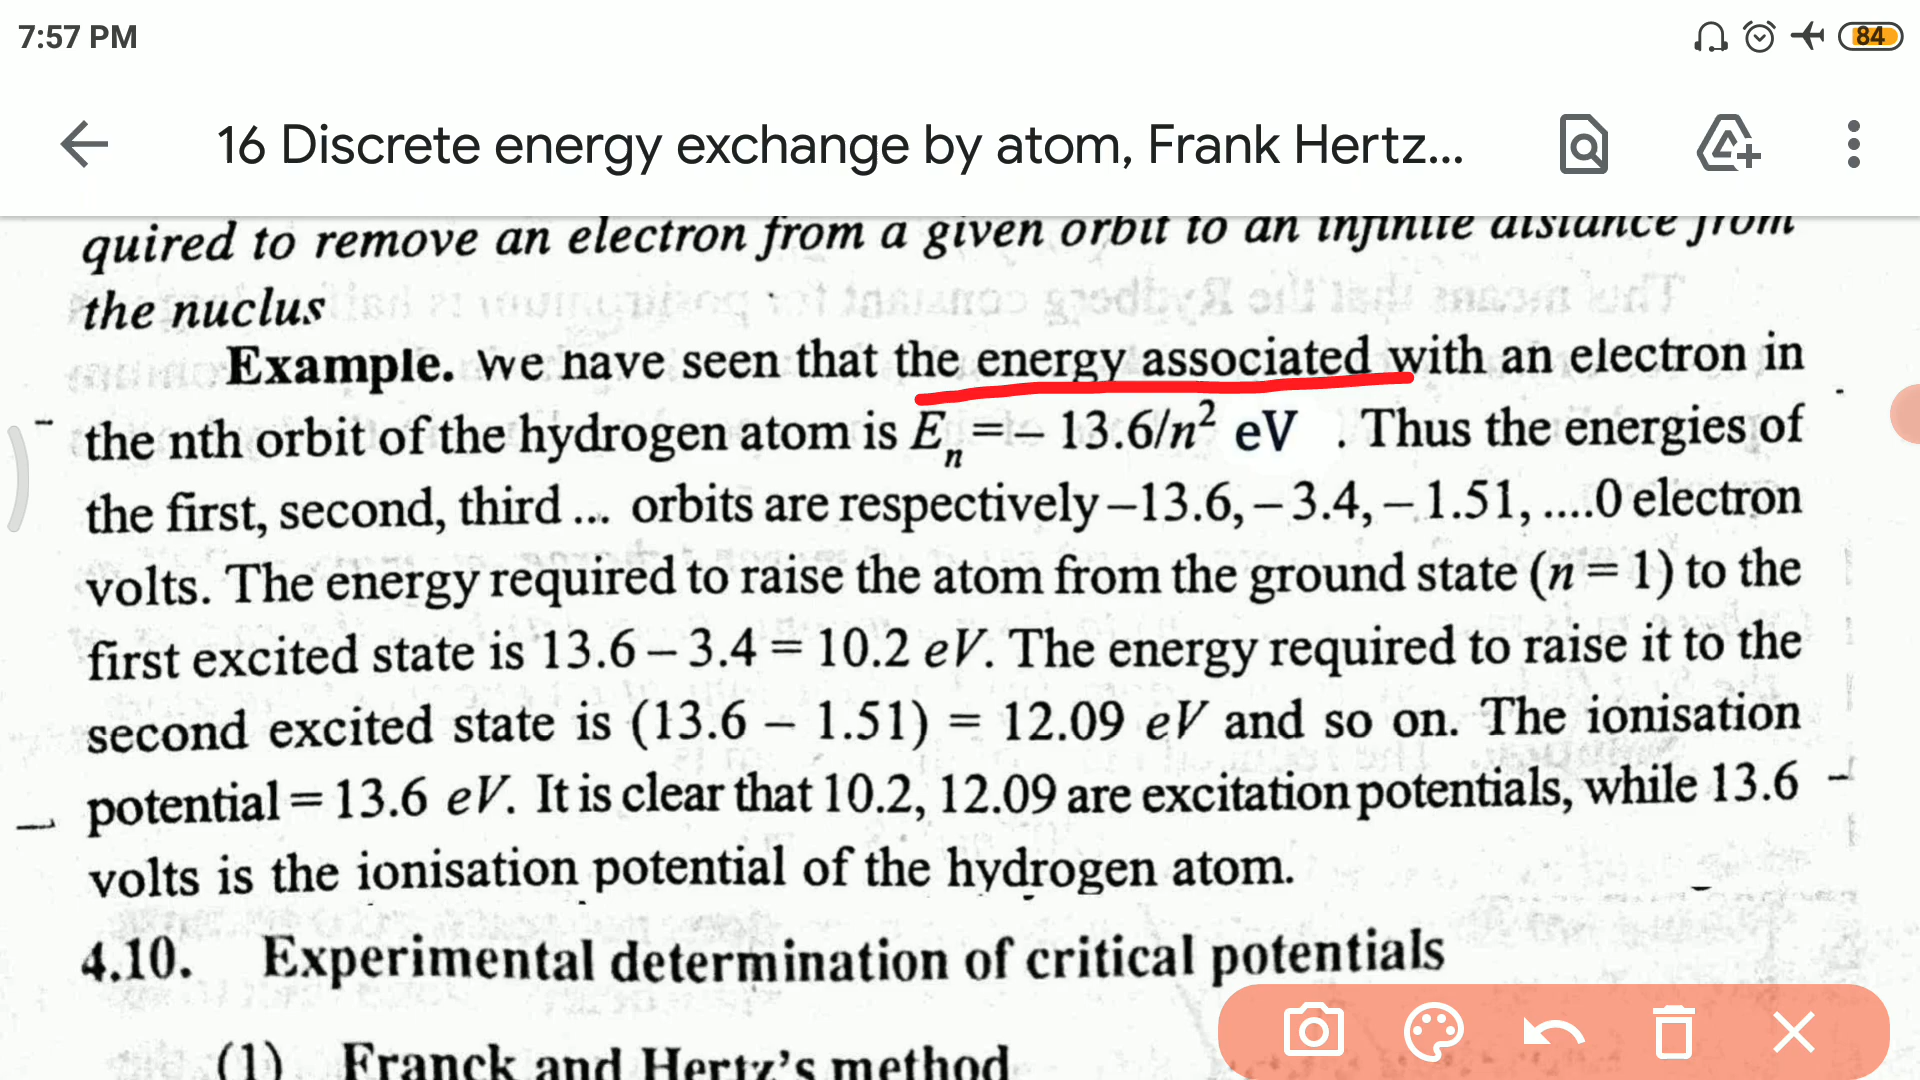 7:57 PM
84
16 Discrete energy exchange by atom, Frank Hertz...
quired to remove an electron from a given orbit to an infinite distance from
the nuclus
Example. We have seen that the energy associated with an electron in
the nth orbit of the hydrogen atom is Eₙ = – 13.6/n² eV . Thus the energies of
the first, second, third ... orbits are respectively –13.6, – 3.4, – 1.51, ....0 electron
volts. The energy required to raise the atom from the ground state (n = 1) to the
first excited state is 13.6 – 3.4 = 10.2 eV. The energy required to raise it to the
second excited state is (13.6 – 1.51) = 12.09 eV and so on. The ionisation
potential = 13.6 eV. It is clear that 10.2, 12.09 are excitation potentials, while 13.6
volts is the ionisation potential of the hydrogen atom.
4.10. Experimental determination of critical potentials
(1) Franck and Hertz's method